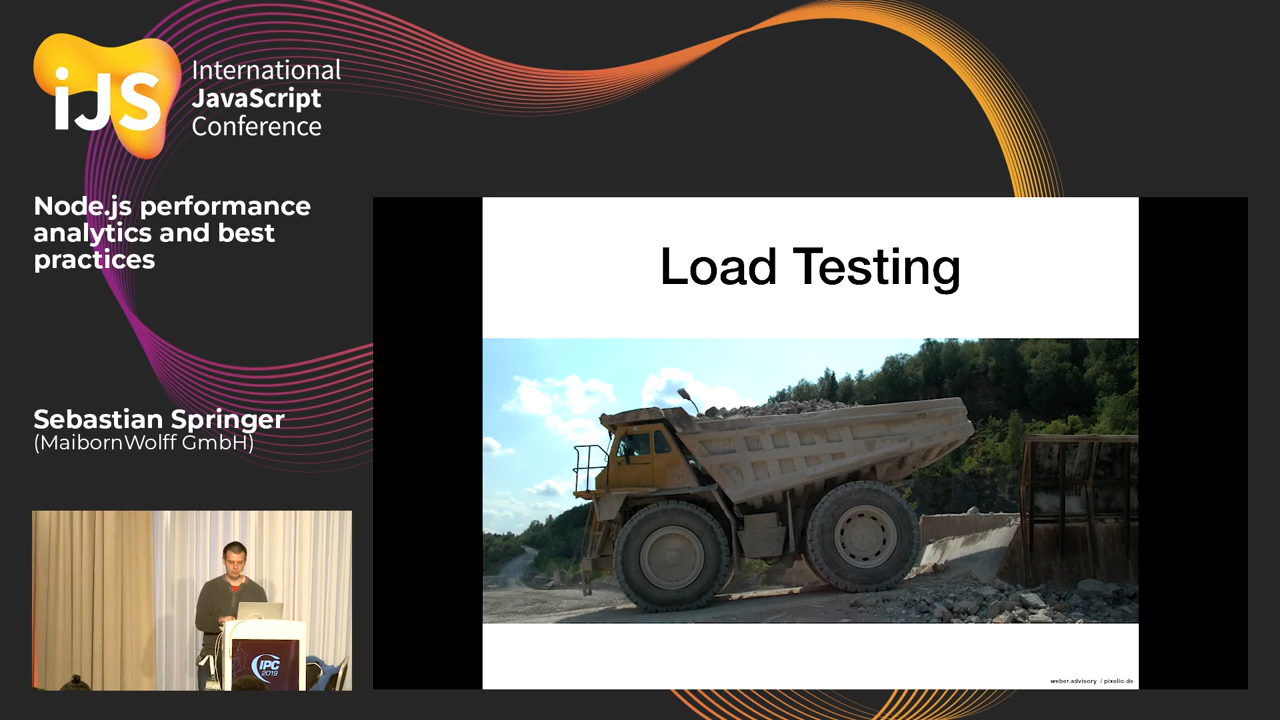 iJS
International
JavaScript
Conference
Node.js performance
analytics and best
practices
Sebastian Springer
(MaibornWolff GmbH)
Load Testing
weber.advisory / pixelio.de
IPC
2019